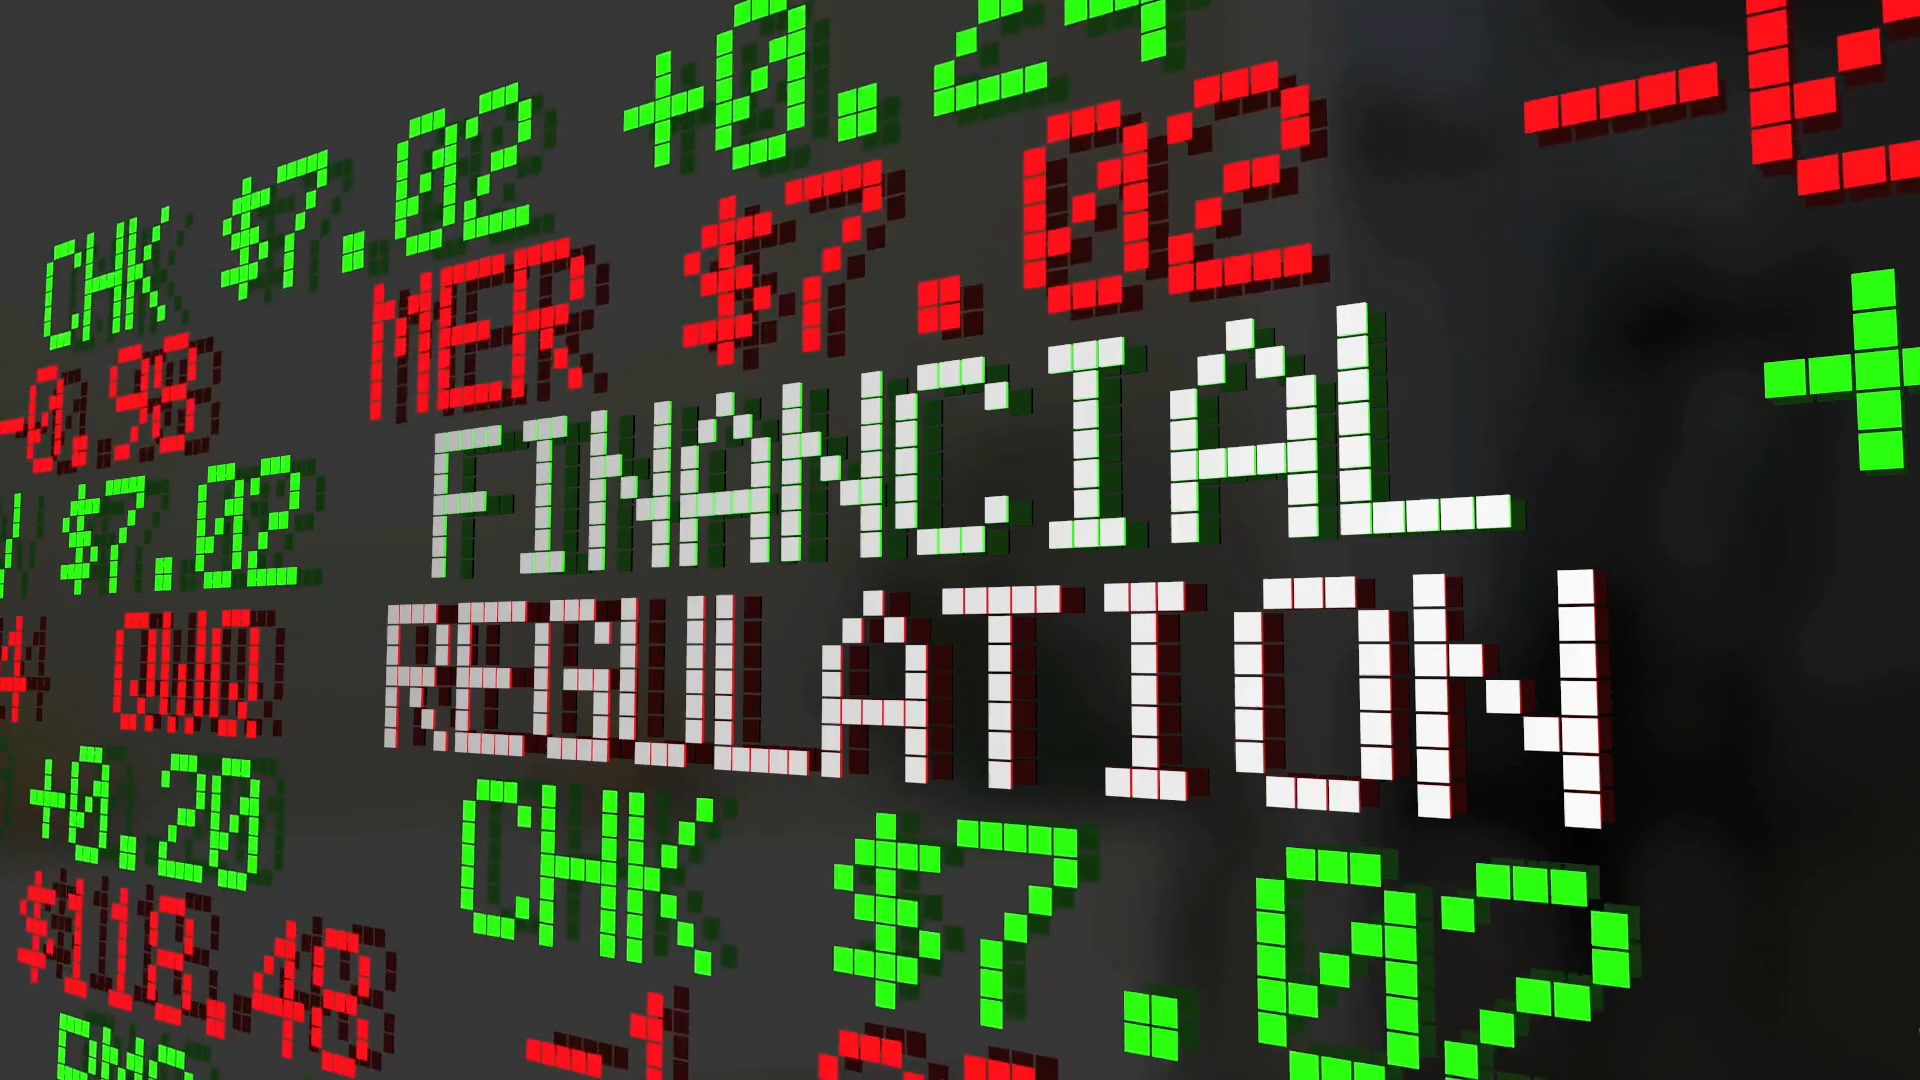 CHK $7.02 +0.24
-0.98 MER $7.02
$7.02 FINANCIAL
QUQ REGULATION
+0.20 CHK $7.02
$118.48